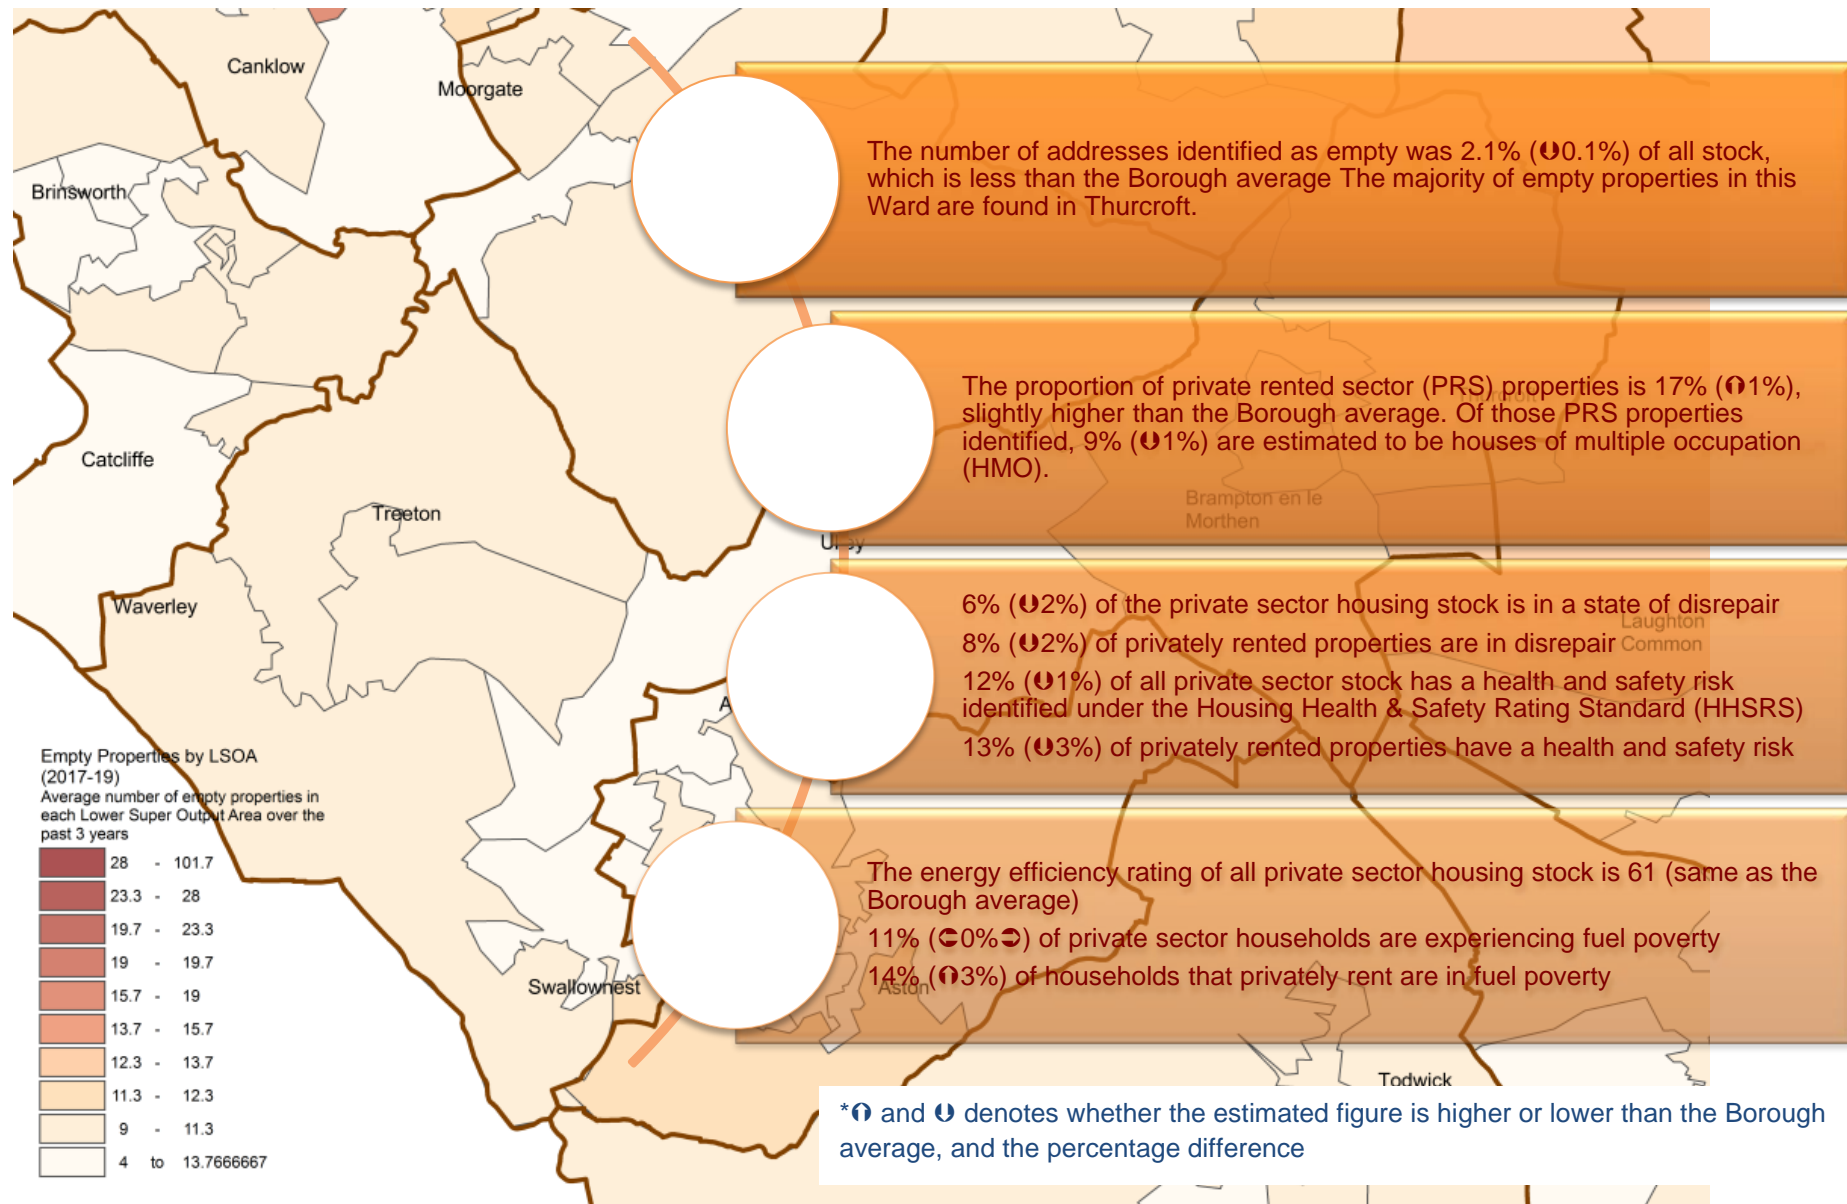 Canklow
Moorgate
The number of addresses identified as empty was 2.1% (⮋0.1%) of all stock,
which is less than the Borough average The majority of empty properties in this
Ward are found in Thurcroft.
Brinsworth
The proportion of private rented sector (PRS) properties is 17% (⮉1%),
slightly higher than the Borough average. Of those PRS properties
identified, 9% (⮋1%) are estimated to be houses of multiple occupation
(HMO).
Thurcroft
Catcliffe
Treeton
Brampton en le
Morthen
Waverley
6% (⮋2%) of the private sector housing stock is in a state of disrepair
8% (⮋2%) of privately rented properties are in disrepair
12% (⮋1%) of all private sector stock has a health and safety risk
identified under the Housing Health & Safety Rating Standard (HHSRS)
13% (⮋3%) of privately rented properties have a health and safety risk
Laughton
Common
The energy efficiency rating of all private sector housing stock is 61 (same as the
Borough average)
11% (⮈0%⮊) of private sector households are experiencing fuel poverty
14% (⮉3%) of households that privately rent are in fuel poverty
Swallownest
Aston
Todwick
Empty Properties by LSOA
(2017-19)
Average number of empty properties in
each Lower Super Output Area over the
past 3 years
28 - 101.7
23.3 - 28
19.7 - 23.3
19 - 19.7
15.7 - 19
13.7 - 15.7
12.3 - 13.7
11.3 - 12.3
9 - 11.3
4 to 13.7666667
*⮉ and ⮋ denotes whether the estimated figure is higher or lower than the Borough
average, and the percentage difference